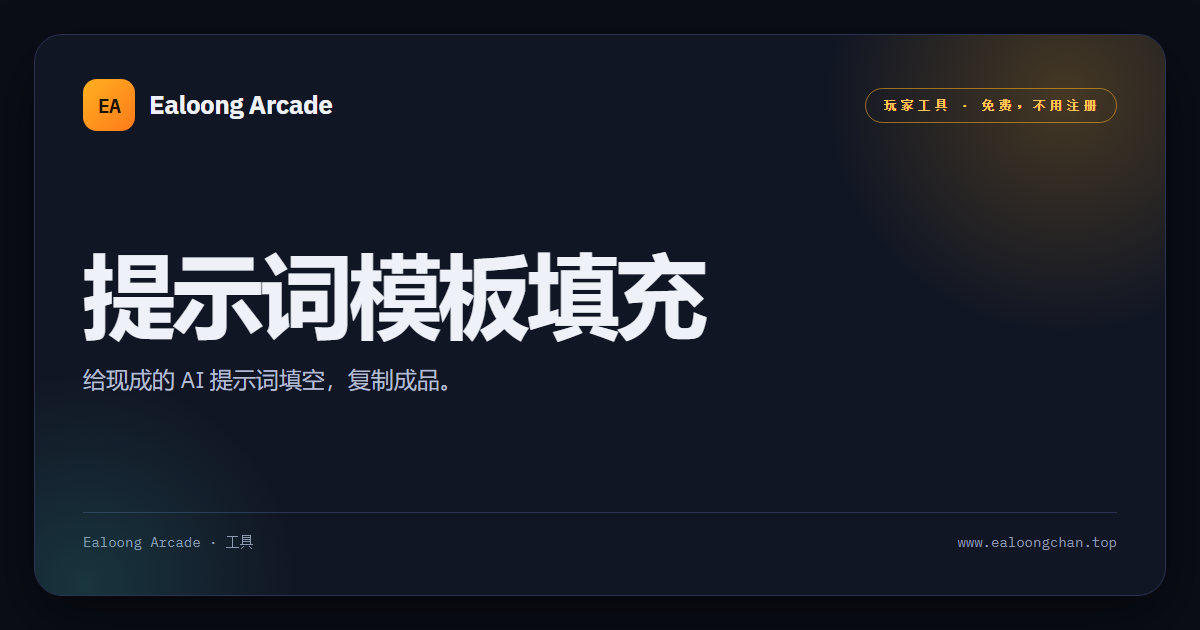 EA
Ealoong Arcade
玩家工具 · 免费，不用注册
提示词模板填充
给现成的 AI 提示词填空，复制成品。
Ealoong Arcade · 工具
www.ealoongchan.top